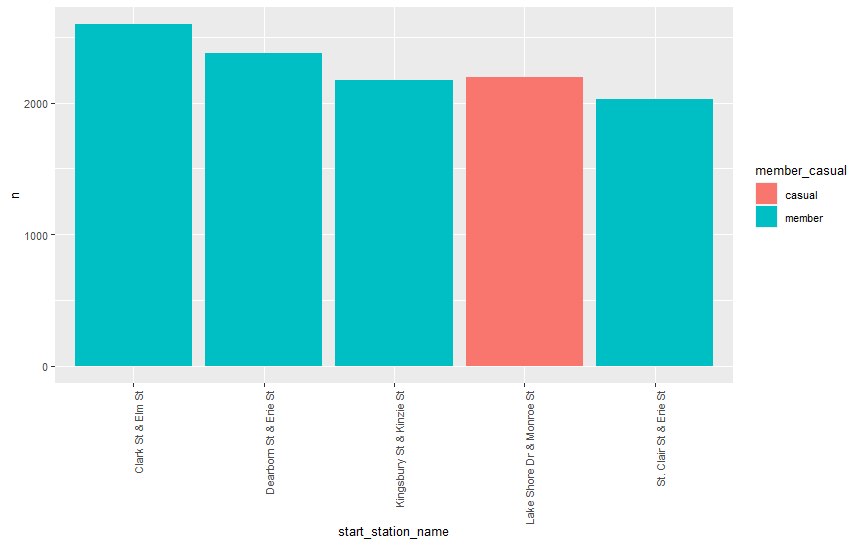 n
2000
1000
0
Clark St & Elm St
Dearborn St & Erie St
Kingsbury St & Kinzie St
Lake Shore Dr & Monroe St
St. Clair St & Erie St
start_station_name
member_casual
casual
member